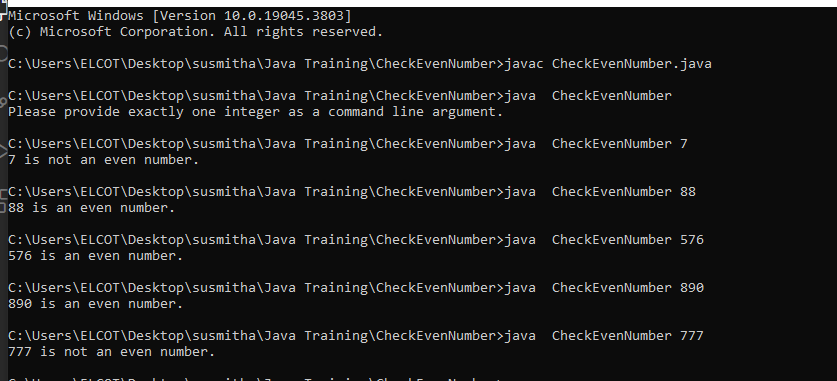 Microsoft Windows [Version 10.0.19045.3803]
(c) Microsoft Corporation. All rights reserved.
C:\Users\ELCOT\Desktop\susmitha\Java Training\CheckEvenNumber>javac CheckEvenNumber.java
C:\Users\ELCOT\Desktop\susmitha\Java Training\CheckEvenNumber>java  CheckEvenNumber
Please provide exactly one integer as a command line argument.
C:\Users\ELCOT\Desktop\susmitha\Java Training\CheckEvenNumber>java  CheckEvenNumber 7
7 is not an even number.
C:\Users\ELCOT\Desktop\susmitha\Java Training\CheckEvenNumber>java  CheckEvenNumber 88
88 is an even number.
C:\Users\ELCOT\Desktop\susmitha\Java Training\CheckEvenNumber>java  CheckEvenNumber 576
576 is an even number.
C:\Users\ELCOT\Desktop\susmitha\Java Training\CheckEvenNumber>java  CheckEvenNumber 890
890 is an even number.
C:\Users\ELCOT\Desktop\susmitha\Java Training\CheckEvenNumber>java  CheckEvenNumber 777
777 is not an even number.